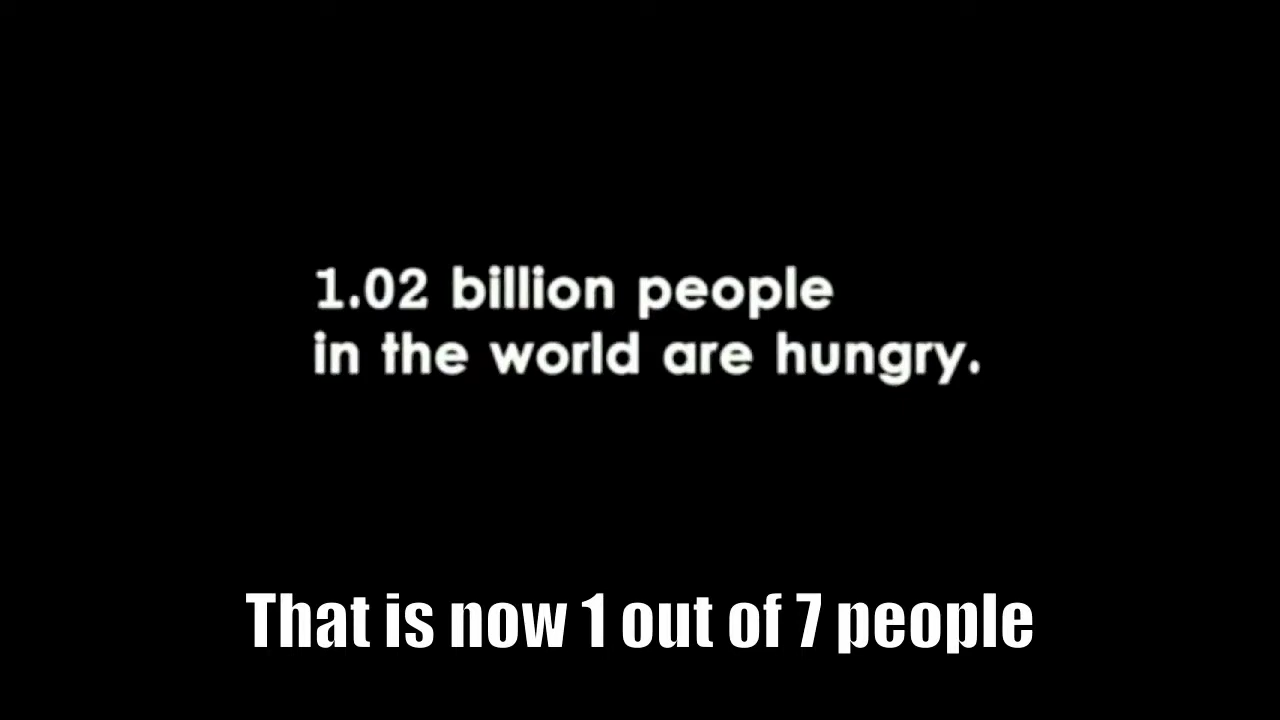 1.02 billion people
in the world are hungry.
That is now 1 out of 7 people